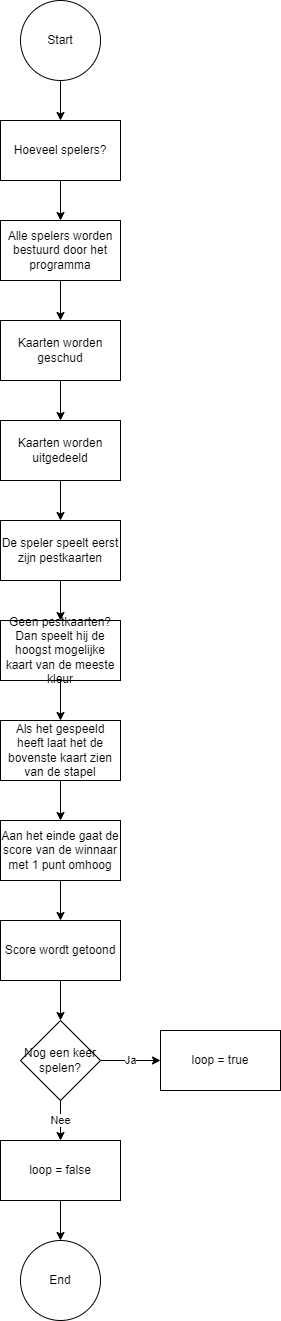 Start
Hoeveel spelers?
Alle spelers worden
bestuurd door het
programma
Kaarten worden
geschud
Kaarten worden
uitgedeeld
De speler speelt eerst
zijn pestkaarten
Geen pestkaarten?
Dan speelt hij de
hoogst mogelijke
kaart van de meeste
kleur
Als het gespeeld
heeft laat het de
bovenste kaart zien
van de stapel
Aan het einde gaat de
score van de winnaar
met 1 punt omhoog
Score wordt getoond
Nog een keer
spelen?
Ja
loop = true
Nee
loop = false
End